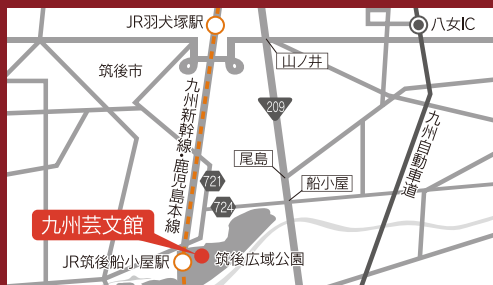 JR羽犬塚駅
八女IC
山ノ井
筑後市
209
九州新幹線・鹿児島本線
九州自動車道
尾島
721
船小屋
724
九州芸文館
JR筑後船小屋駅
筑後広域公園